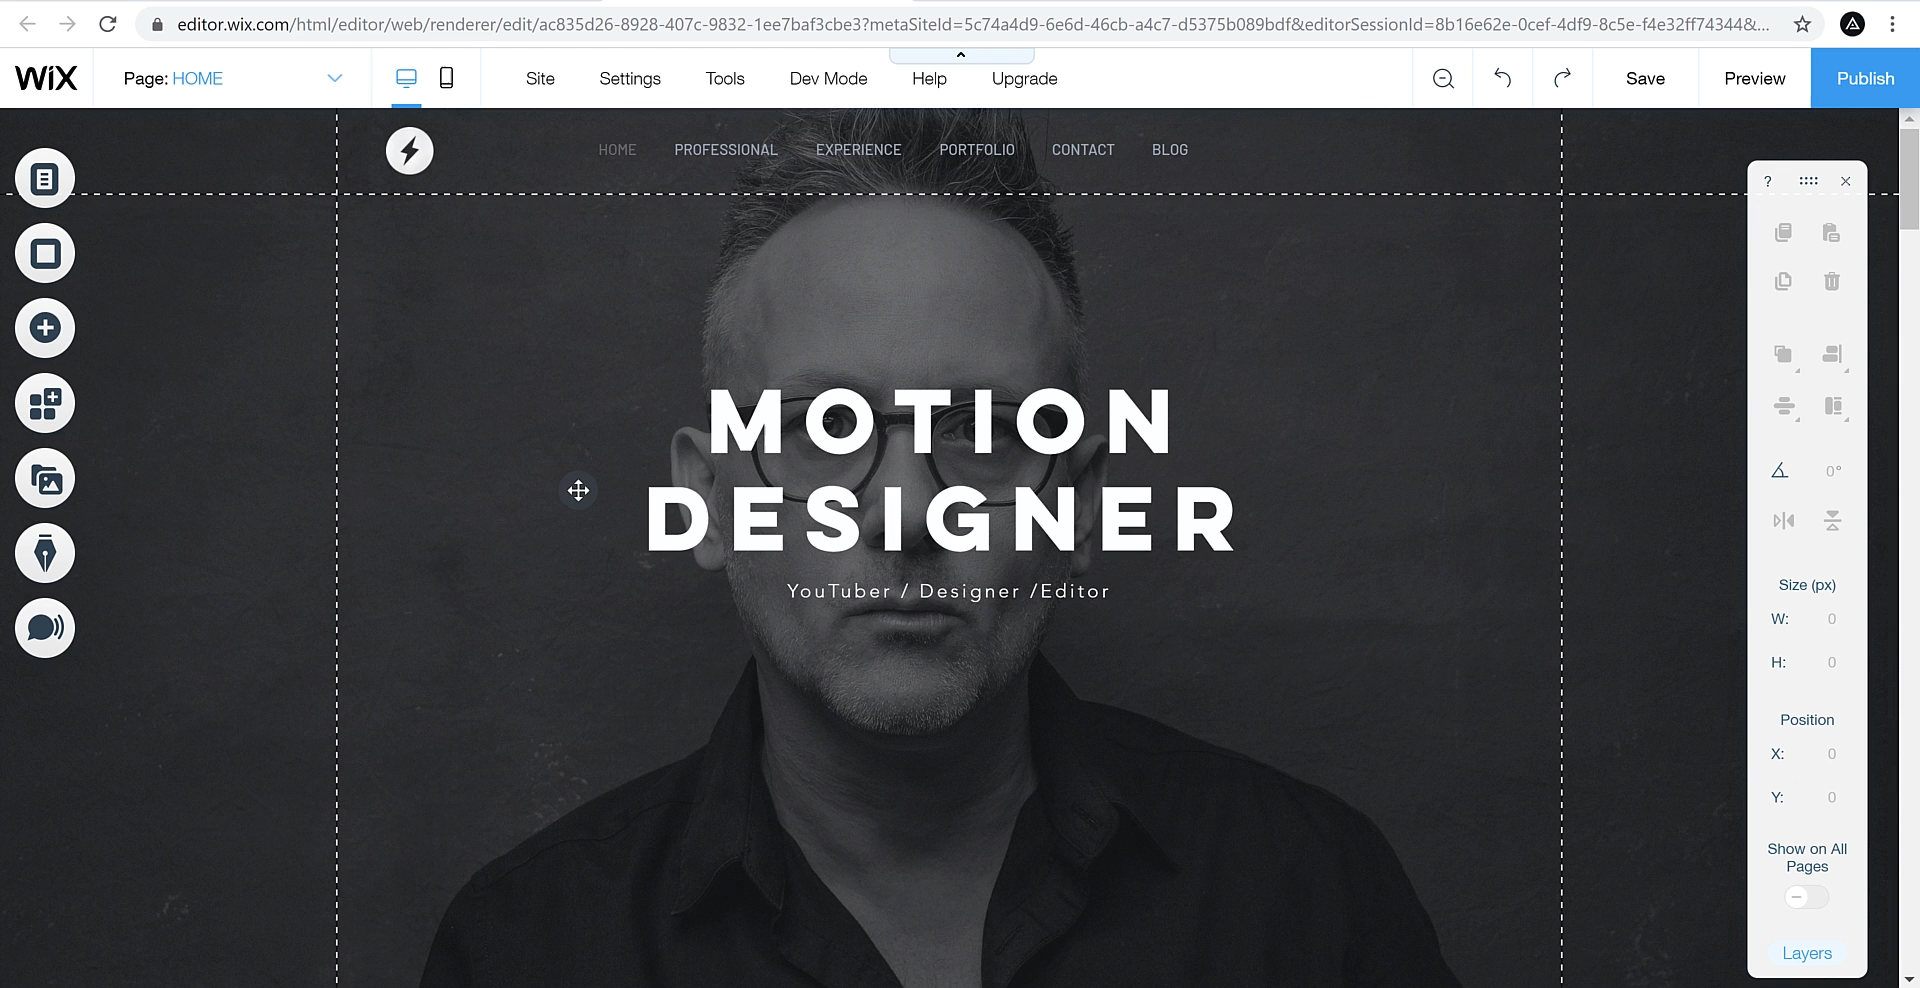 editor.wix.com/html/editor/web/renderer/edit/ac835d26-8928-407c-9832-1ee7baf3cbe3?metaSiteId=5c74a4d9-6e6d-46cb-a4c7-d5375b089bdf&editorSessionId=8b16e62e-0cef-4df9-8c5e-f4e32ff74344&...
WiX Page: HOME Site Settings Tools Dev Mode Help Upgrade Save Preview Publish
HOME PROFESSIONAL EXPERIENCE PORTFOLIO CONTACT BLOG
?
MOTION
DESIGNER
YouTuber / Designer /Editor
0°
Size (px)
W: 0
H: 0
Position
X: 0
Y: 0
Show on All
Pages
Layers